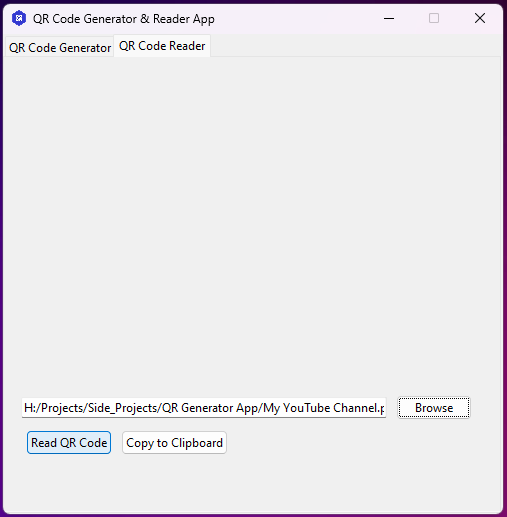 QR Code Generator & Reader App
QR Code Generator QR Code Reader
H:/Projects/Side_Projects/QR Generator App/My YouTube Channel.p Browse
Read QR Code Copy to Clipboard